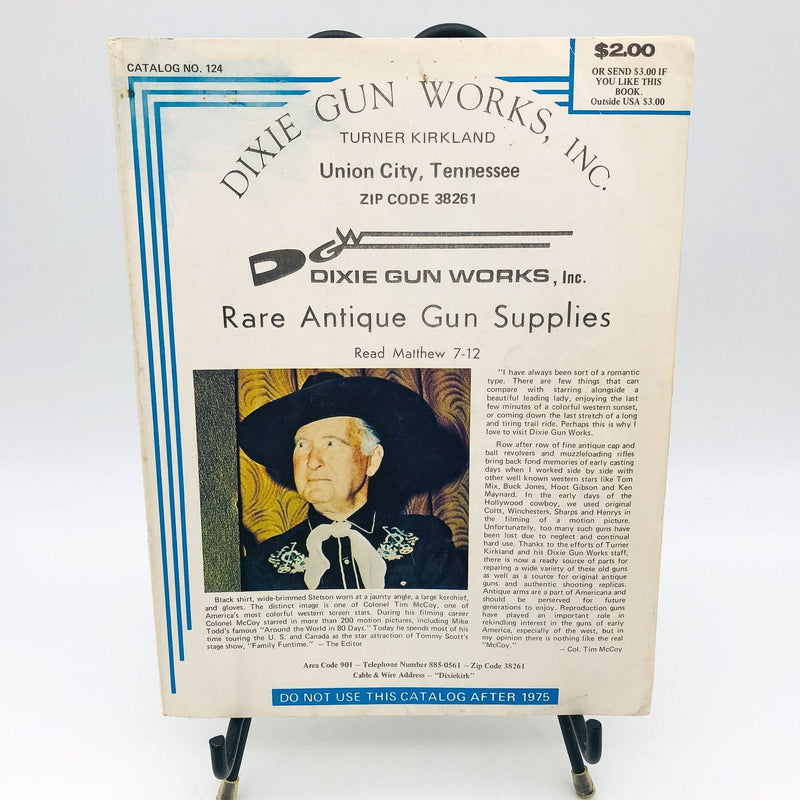 CATALOG NO. 124
$2.00
OR SEND $3.00 IF
YOU LIKE THIS
BOOK.
Outside USA $3.00
DIXIE GUN WORKS, INC.
TURNER KIRKLAND
Union City, Tennessee
ZIP CODE 38261
DGW
DIXIE GUN WORKS, Inc.
Rare Antique Gun Supplies
Read Matthew 7-12
"I have always been sort of a romantic
type. There are few things that can
compare with starring alongside a
beautiful leading lady, enjoying the last
few minutes of a colorful western sunset,
or coming down the last stretch of a long
and tiring trail ride. Perhaps this is why I
love to visit Dixie Gun Works.
Row after row of fine antique cap and
ball revolvers and muzzleloading rifles
bring back fond memories of early casting
days when I worked side by side with
other well known western stars like Tom
Mix, Buck Jones, Hoot Gibson and Ken
Maynard. In the early days of the
Hollywood cowboy, we used original
Colts, Winchesters, Sharps and Henrys in
the filming of a motion picture.
Unfortunately, too many such guns have
been lost due to neglect and continual
hard use. Thanks to the efforts of Turner
Kirkland and his Dixie Gun Works staff,
there is now a ready source of parts for
reparing a wide variety of these old guns
as well as a source for original antique
guns and authentic shooting replicas.
Antique arms are a part of Americana and
should be perserved for future
generations to enjoy. Reproduction guns
have played an important role in
rekindling interest in the guns of early
America, especially of the west, but in
my opinion there is nothing like the real
"McCoy."
– Col. Tim McCoy
Black shirt, wide-brimmed Stetson worn at a jaunty angle, a large kerchief,
and gloves. The distinct image is one of Colonel Tim McCoy, one of
America's most colorful western screen stars. During his filming career
Colonel McCoy starred in more than 200 motion pictures, including Mike
Todd's famous "Around the World in 80 Days." Today he spends most of his
time touring the U. S. and Canada as the star attraction of Tommy Scott's
stage show, "Family Funtime." – The Editor
Area Code 901 – Telephone Number 885-0561 – Zip Code 38261
Cable & Wire Address – "Dixiekirk"
DO NOT USE THIS CATALOG AFTER 1975